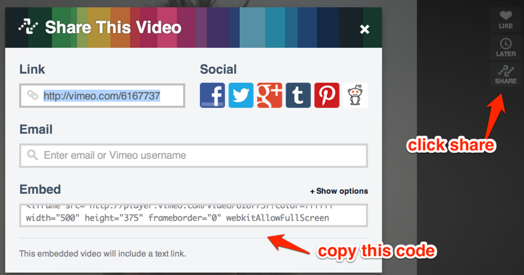 Share This Video
×
LIKE
LATER
SHARE
Link
Social
http://vimeo.com/6167737
click share
Email
Enter email or Vimeo username
Embed
+ Show options
width="500" height="375" frameborder="0" webkitAllowFullScreen
copy this code
This embedded video will include a text link.